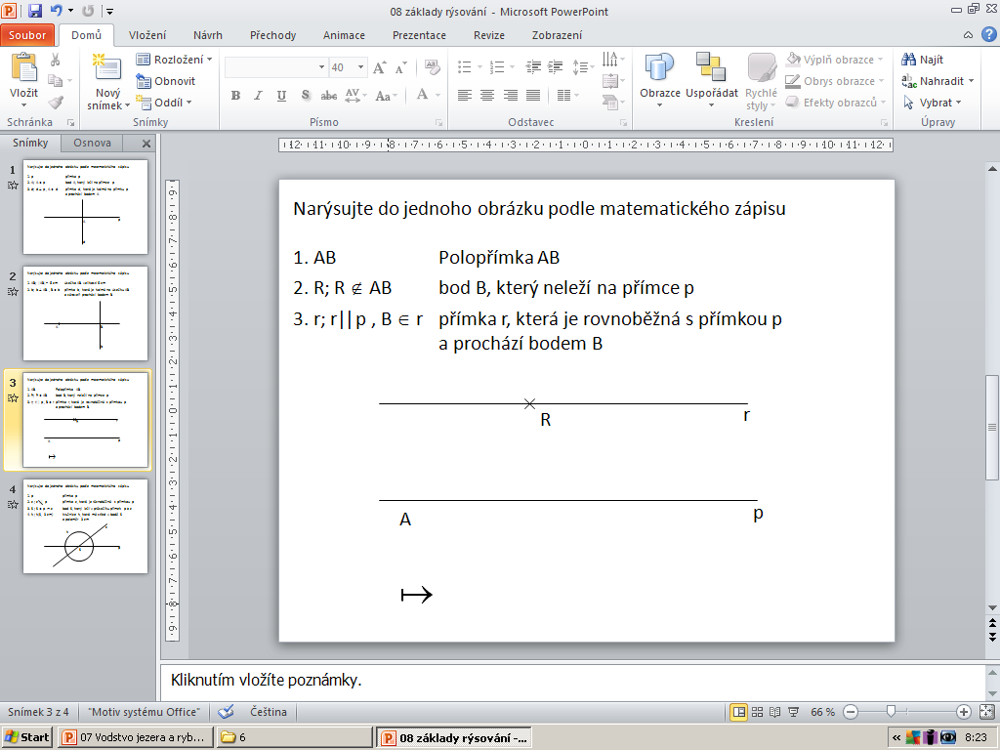 08 základy rýsování - Microsoft PowerPoint
Soubor Domů Vložení Návrh Přechody Animace Prezentace Revize Zobrazení
Vložit
Schránka
Nový snímek
Rozložení
Obnovit
Oddíl
Snímky
40
Písmo
Odstavec
Obrazce
Uspořádat
Rychlé styly
Výplň obrazce
Obrys obrazce
Efekty obrazců
Kreslení
Najít
Nahradit
Vybrat
Úpravy
Snímky Osnova
1
2
3
4
Narýsujte do jednoho obrázku podle matematického zápisu
1. AB Polopřímka AB
2. R; R ∉ AB bod B, který neleží na přímce p
3. r; r||p , B ∈ r přímka r, která je rovnoběžná s přímkou p
a prochází bodem B
R r
A p
↦
Kliknutím vložíte poznámky.
Snímek 3 z 4 "Motiv systému Office" Čeština 66 %
Start 07 Vodstvo jezera a ryb... 6 08 základy rýsování -... 8:23